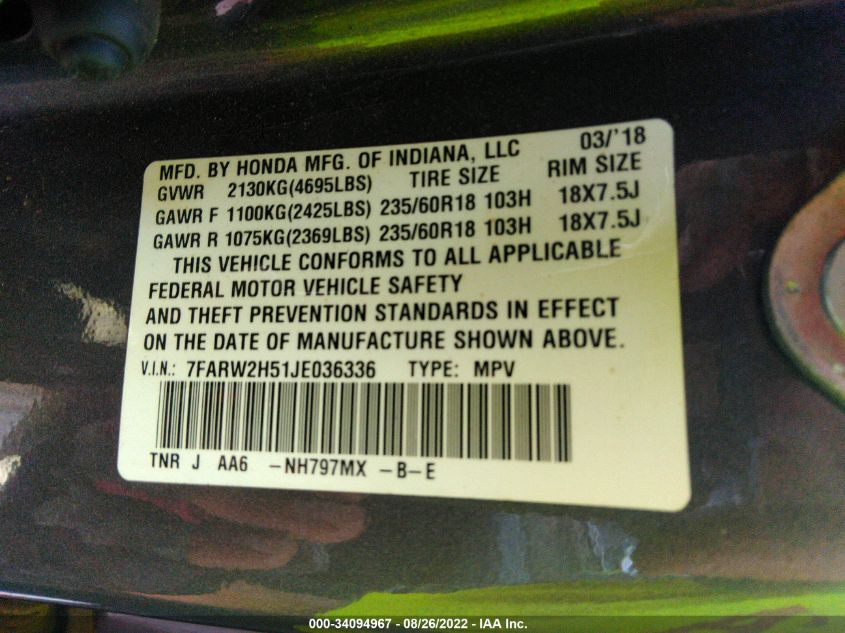 MFD. BY HONDA MFG. OF INDIANA, LLC 03/'18
GVWR 2130KG(4695LBS) TIRE SIZE RIM SIZE
GAWR F 1100KG(2425LBS) 235/60R18 103H 18X7.5J
GAWR R 1075KG(2369LBS) 235/60R18 103H 18X7.5J
THIS VEHICLE CONFORMS TO ALL APPLICABLE
FEDERAL MOTOR VEHICLE SAFETY
AND THEFT PREVENTION STANDARDS IN EFFECT
ON THE DATE OF MANUFACTURE SHOWN ABOVE.
V.I.N.: 7FARW2H51JE036336 TYPE: MPV
TNR J AA6 -NH797MX -B-E
000-34094967 - 08/26/2022 - IAA Inc.